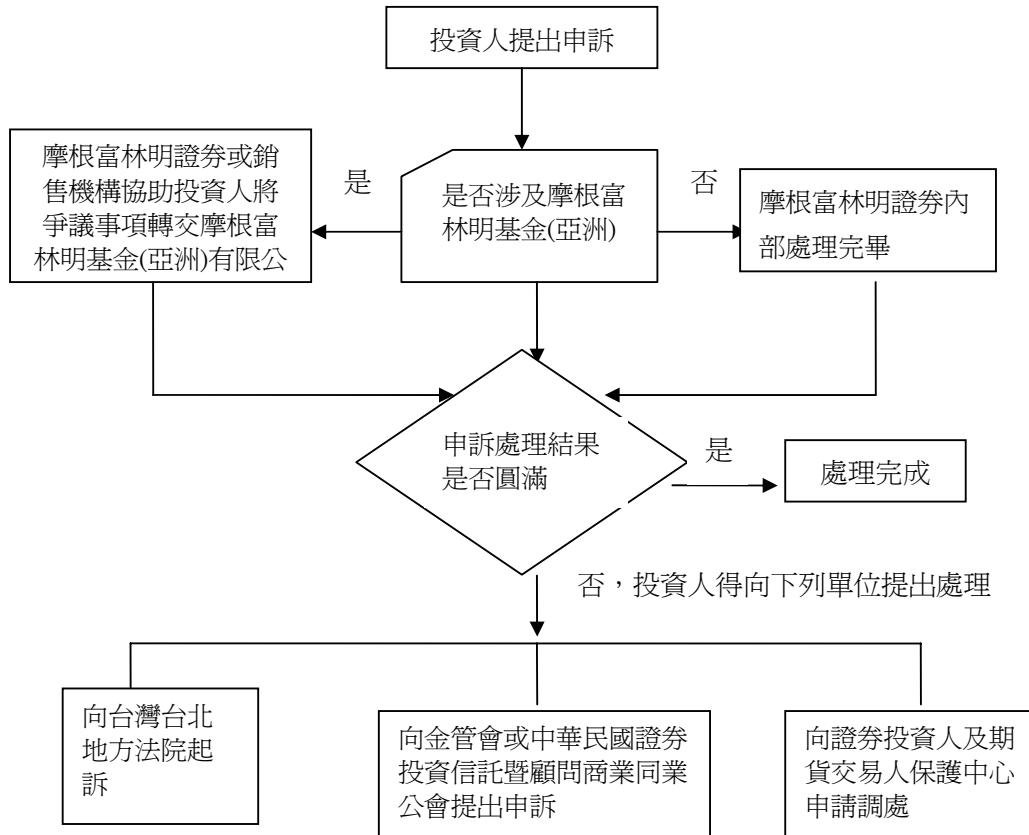 投資人提出申訴
摩根富林明證券或銷
售機構協助投資人將
爭議事項轉交摩根富
林明基金(亞洲)有限公
是
是否涉及摩根富
林明基金(亞洲)
否
摩根富林明證券內
部處理完畢
申訴處理結果
是否圓滿
是
處理完成
否，投資人得向下列單位提出處理
向台灣台北
地方法院起
訴
向金管會或中華民國證券
投資信託暨顧問商業同業
公會提出申訴
向證券投資人及期
貨交易人保護中心
申請調處